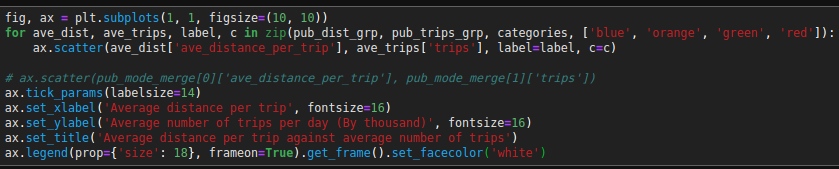 fig, ax = plt.subplots(1, 1, figsize=(10, 10))
for ave_dist, ave_trips, label, c in zip(pub_dist_grp, pub_trips_grp, categories, ['blue', 'orange', 'green', 'red']):
    ax.scatter(ave_dist['ave_distance_per_trip'], ave_trips['trips'], label=label, c=c)
# ax.scatter(pub_mode_merge[0]['ave_distance_per_trip'], pub_mode_merge[1]['trips'])
ax.tick_params(labelsize=14)
ax.set_xlabel('Average distance per trip', fontsize=16)
ax.set_ylabel('Average number of trips per day (By thousand)', fontsize=16)
ax.set_title('Average distance per trip against average number of trips')
ax.legend(prop={'size': 18}, frameon=True).get_frame().set_facecolor('white')